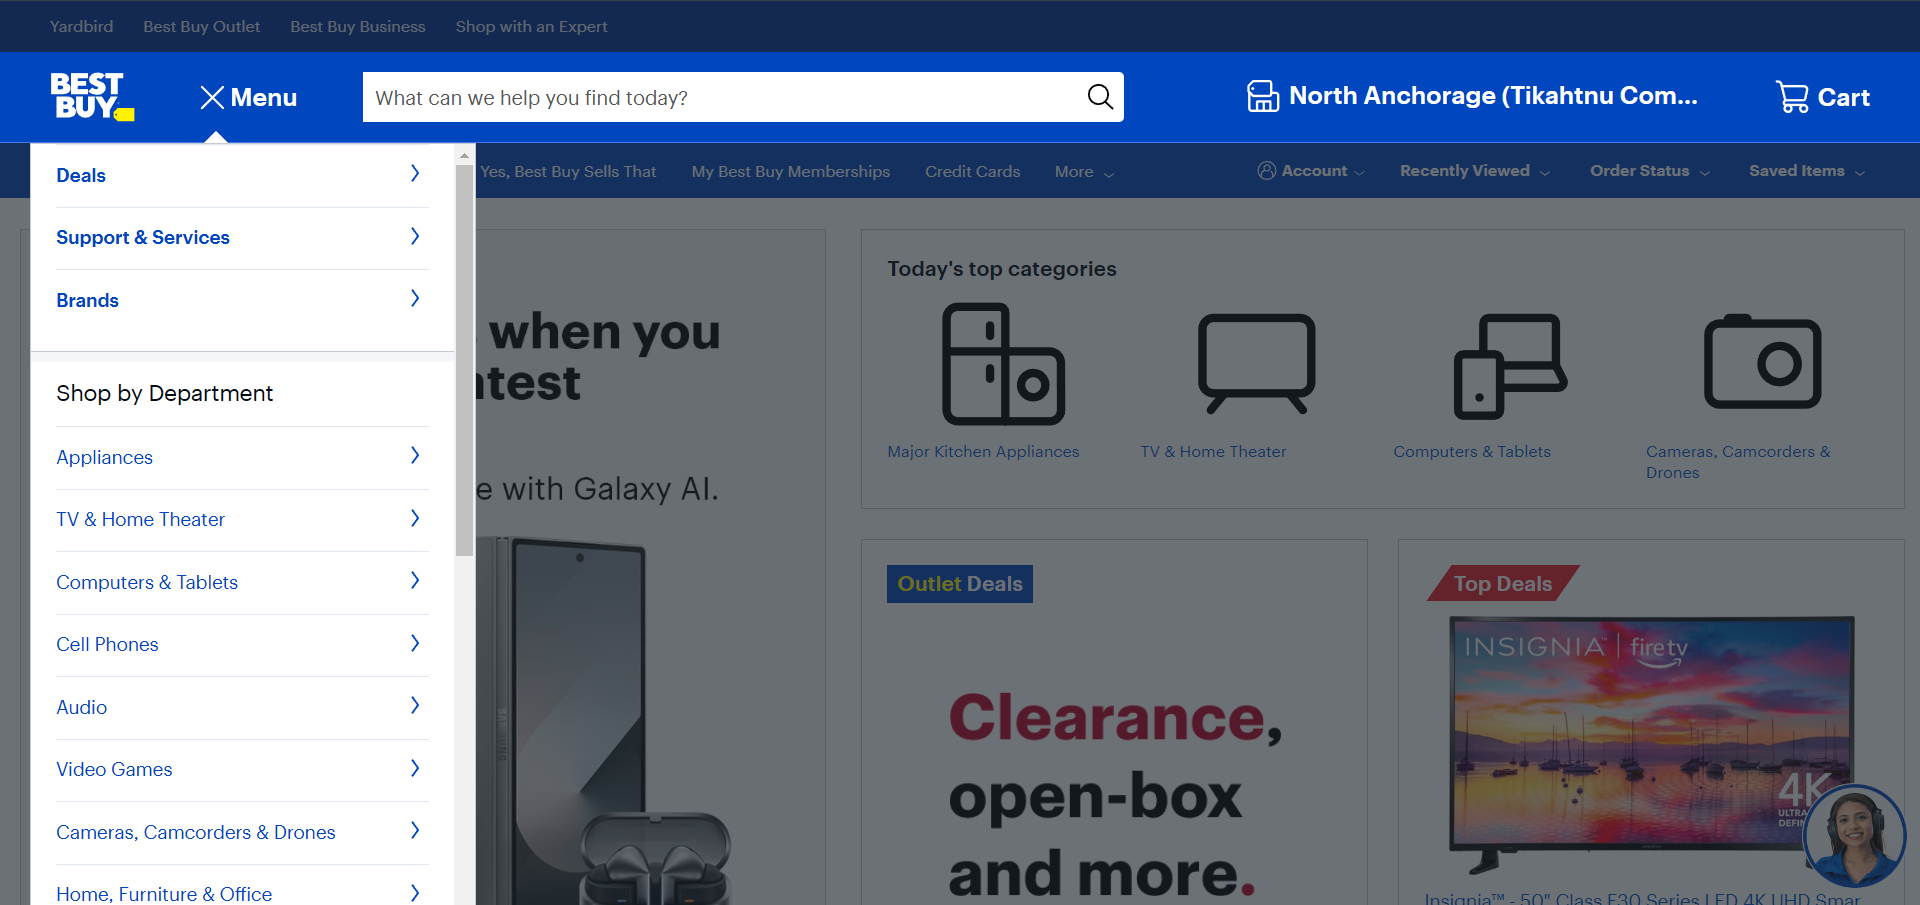 Yardbird
Best Buy Outlet
Best Buy Business
Shop with an Expert
BEST
BUY
Menu
What can we help you find today?
North Anchorage (Tikahtnu Com...
Cart
Yes, Best Buy Sells That
My Best Buy Memberships
Credit Cards
More
Account
Recently Viewed
Order Status
Saved Items
Deals
Support & Services
Brands
Shop by Department
Appliances
TV & Home Theater
Computers & Tablets
Cell Phones
Audio
Video Games
Cameras, Camcorders & Drones
Home, Furniture & Office
when you
test
e with Galaxy AI.
SAMSUNG
Today's top categories
Major Kitchen Appliances
TV & Home Theater
Computers & Tablets
Cameras, Camcorders &
Drones
Outlet Deals
Clearance,
open-box
and more.
Top Deals
INSIGNIA™ | fire tv
4K
ULTRA
DEFIN
Insignia™ - 50" Class F30 Series LED 4K UHD Smar